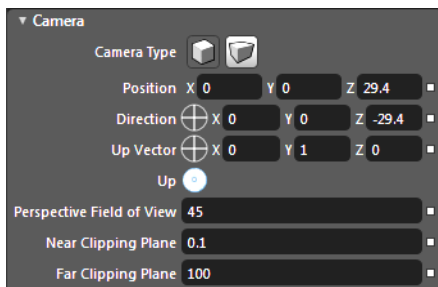 Camera
Camera Type
Position X 0 Y 0 Z 29.4
Direction X 0 Y 0 Z -29.4
Up Vector X 0 Y 1 Z 0
Up
Perspective Field of View 45
Near Clipping Plane 0.1
Far Clipping Plane 100